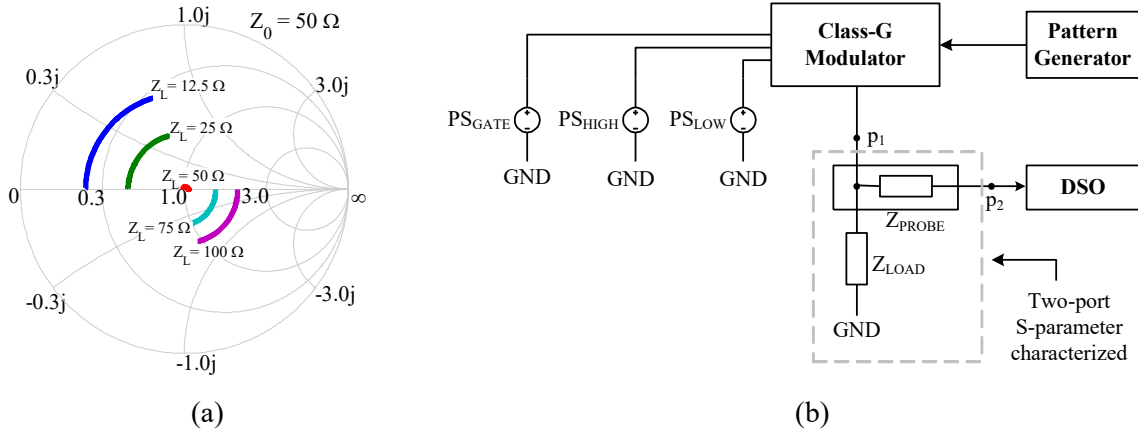 1.0j
Z0 = 50 Ω
0.3j
3.0j
ZL = 12.5 Ω
ZL = 25 Ω
ZL = 50 Ω
0
0.3
1.0
3.0
∞
ZL = 75 Ω
ZL = 100 Ω
-0.3j
-3.0j
-1.0j
(a)
Class-G
Modulator
Pattern
Generator
PSGATE
PSHIGH
PSLOW
GND
GND
GND
p1
DSO
p2
ZPROBE
ZLOAD
GND
Two-port
S-parameter
characterized
(b)